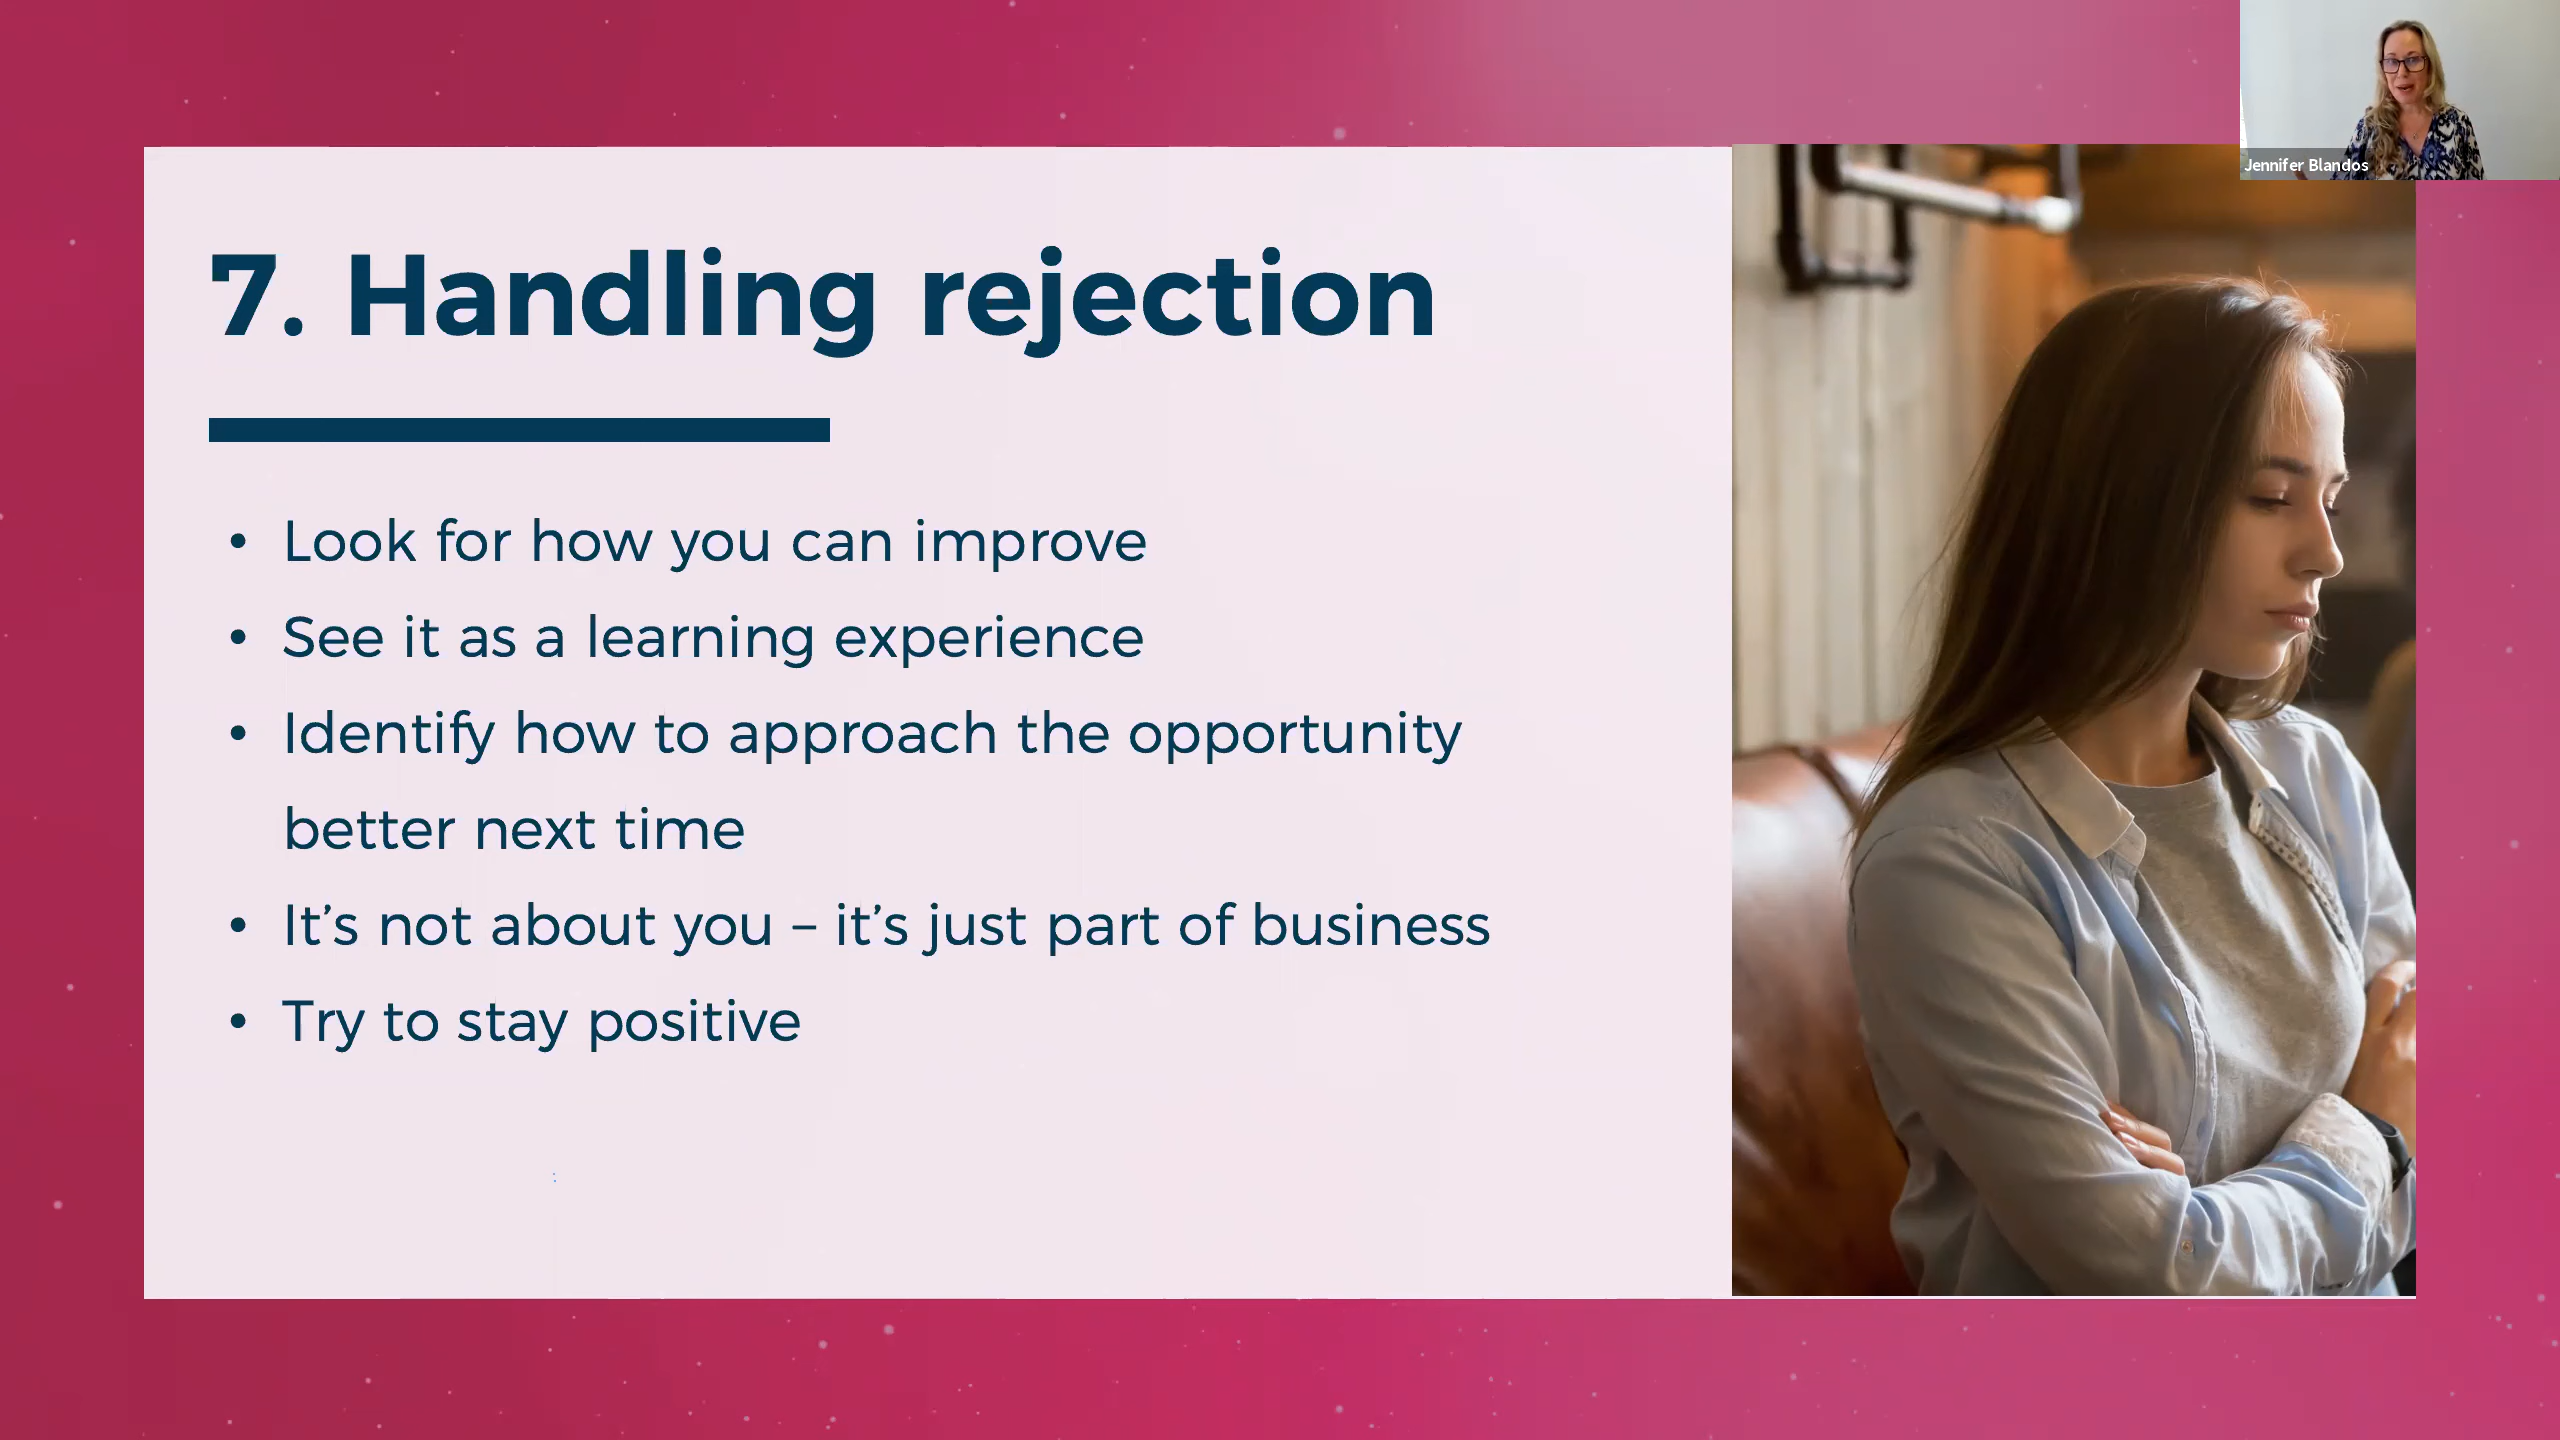 7. Handling rejection
• Look for how you can improve
• See it as a learning experience
• Identify how to approach the opportunity
better next time
• It’s not about you – it’s just part of business
• Try to stay positive
Jennifer Blandos